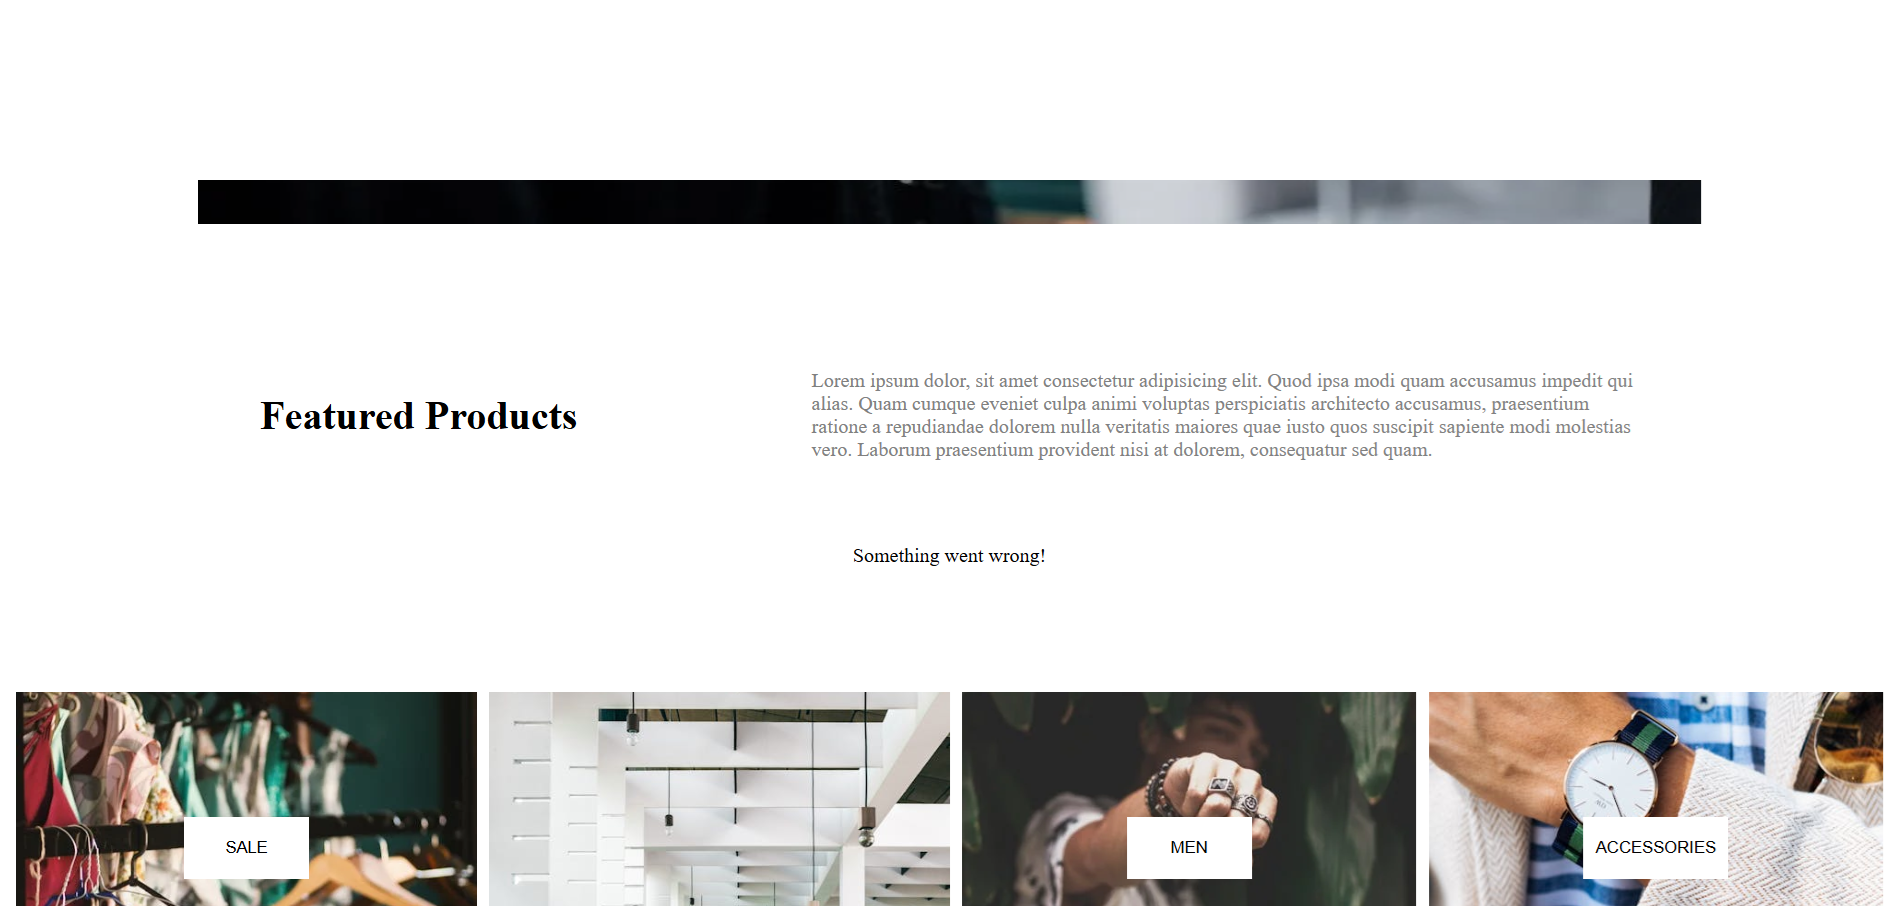 Featured Products
Lorem ipsum dolor, sit amet consectetur adipisicing elit. Quod ipsa modi quam accusamus impedit qui
alias. Quam cumque eveniet culpa animi voluptas perspiciatis architecto accusamus, praesentium
ratione a repudiandae dolorem nulla veritatis maiores quae iusto quos suscipit sapiente modi molestias
vero. Laborum praesentium provident nisi at dolorem, consequatur sed quam.
Something went wrong!
SALE
MEN
ACCESSORIES